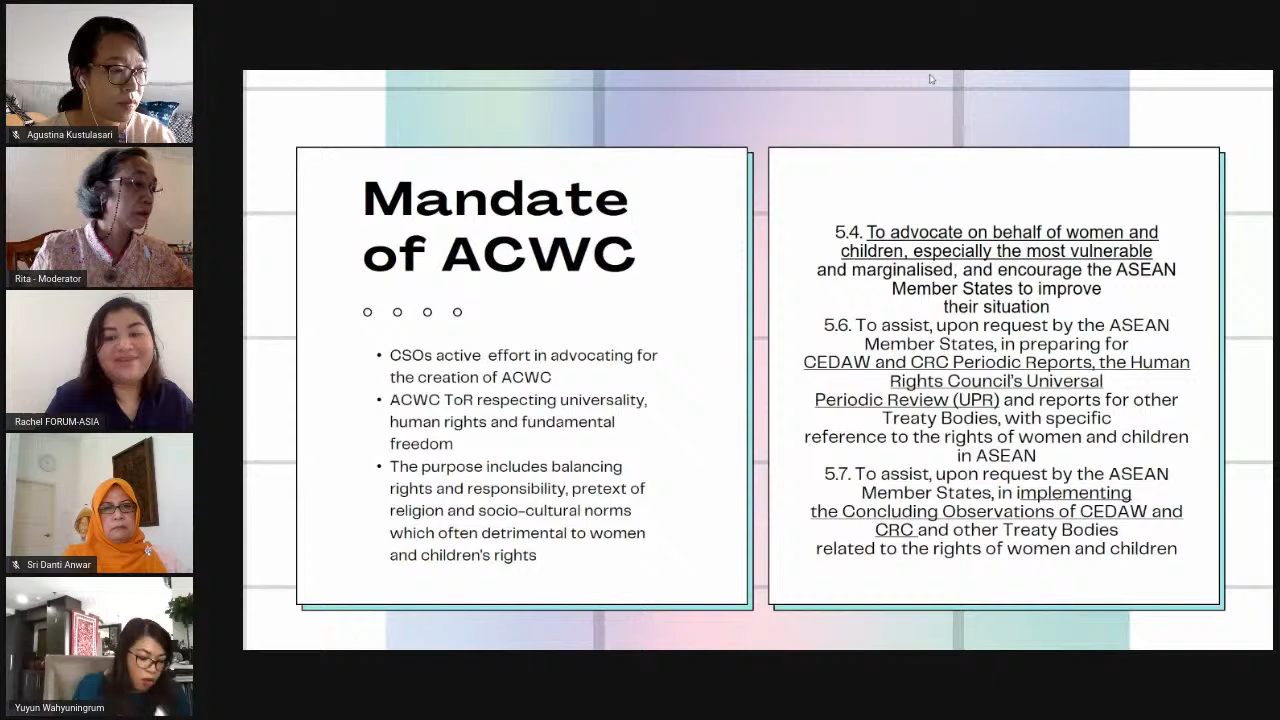 Agustina Kustulasari
Rita - Moderator
Rachel FORUM-ASIA
Sri Danti Anwar
Yuyun Wahyuningrum
Mandate
of ACWC
• CSOs active effort in advocating for
the creation of ACWC
• ACWC ToR respecting universality,
human rights and fundamental
freedom
• The purpose includes balancing
rights and responsibility, pretext of
religion and socio-cultural norms
which often detrimental to women
and children's rights
5.4. To advocate on behalf of women and
children, especially the most vulnerable
and marginalised, and encourage the ASEAN
Member States to improve
their situation
5.6. To assist, upon request by the ASEAN
Member States, in preparing for
CEDAW and CRC Periodic Reports, the Human
Rights Council's Universal
Periodic Review (UPR) and reports for other
Treaty Bodies, with specific
reference to the rights of women and children
in ASEAN
5.7. To assist, upon request by the ASEAN
Member States, in implementing
the Concluding Observations of CEDAW and
CRC and other Treaty Bodies
related to the rights of women and children